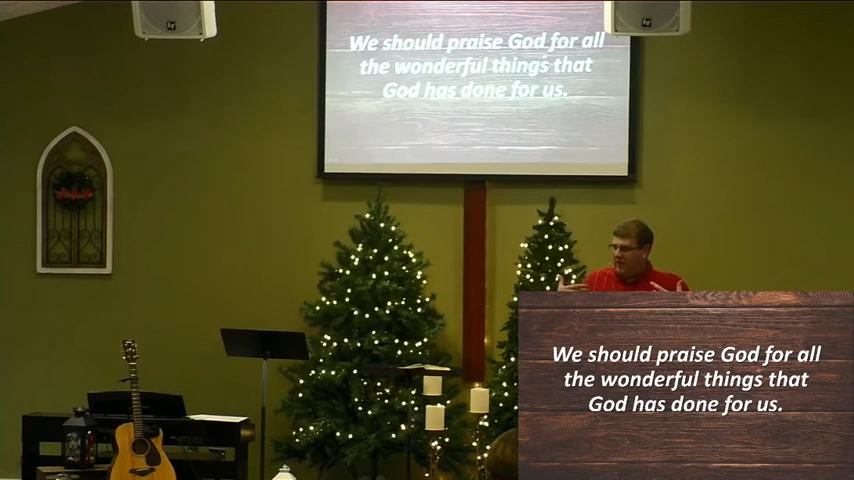 We should praise God for all
the wonderful things that
God has done for us.
We should praise God for all
the wonderful things that
God has done for us.